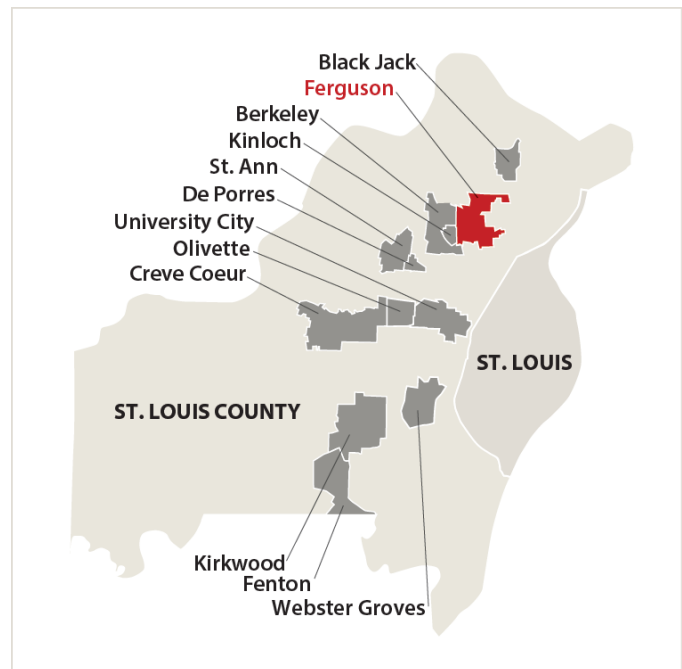 Black Jack
Ferguson
Berkeley
Kinloch
St. Ann
De Porres
University City
Olivette
Creve Coeur
ST. LOUIS
ST. LOUIS COUNTY
Kirkwood
Fenton
Webster Groves